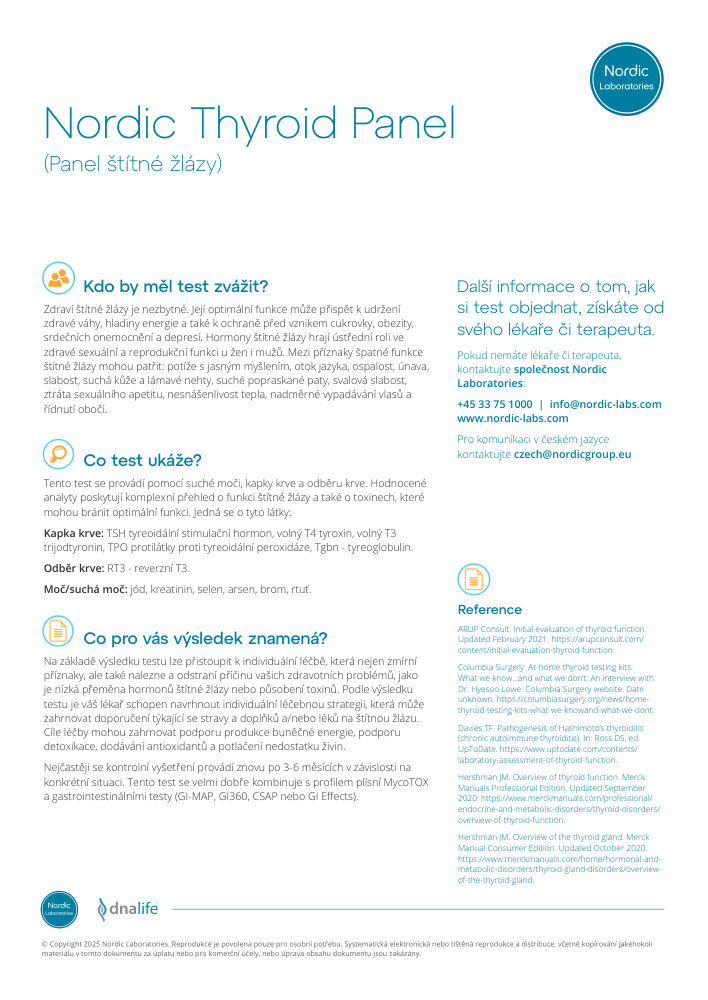 Nordic
Laboratories
Nordic Thyroid Panel
(Panel štítné žlázy)
Kdo by měl test zvážit?
Zdraví štítné žlázy je nezbytné. Její optimální funkce může přispět k udržení
zdravé váhy, hladiny energie a také k ochraně před vznikem cukrovky, obezity,
srdečních onemocnění a depresí. Hormony štítné žlázy hrají ústřední roli ve
zdravé sexuální a reprodukční funkci u žen i mužů. Mezi příznaky špatné funkce
štítné žlázy mohou patřit: potíže s jasným myšlením, otok jazyka, ospalost, únava,
slabost, suchá kůže a lámavé nehty, suché popraskané paty, svalová slabost,
ztráta sexuálního apetitu, nesnášenlivost tepla, nadměrné vypadávání vlasů a
řídnutí obočí.
Co test ukáže?
Tento test se provádí pomocí suché moči, kapky krve a odběru krve. Hodnocené
analyty poskytují komplexní přehled o funkci štítné žlázy a také o toxinech, které
mohou bránit optimální funkci. Jedná se o tyto látky:
Kapka krve: TSH tyreoidální stimulační hormon, volný T4 tyroxin, volný T3
trijodtyronin, TPO protilátky proti tyreoidální peroxidáze, Tgbn - tyreoglobulin.
Odběr krve: RT3 - reverzní T3.
Moč/suchá moč: jód, kreatinin, selen, arsen, brom, rtuť.
Co pro vás výsledek znamená?
Na základě výsledku testu lze přistoupit k individuální léčbě, která nejen zmírní
příznaky, ale také nalezne a odstraní příčinu vašich zdravotních problémů, jako
je nízká přeměna hormonů štítné žlázy nebo působení toxinů. Podle výsledku
testu je váš lékař schopen navrhnout individuální léčebnou strategii, která může
zahrnovat doporučení týkající se stravy a doplňků a/nebo léků na štítnou žlázu.
Cíle léčby mohou zahrnovat podporu produkce buněčné energie, podporu
detoxikace, dodávání antioxidantů a potlačení nedostatku živin.
Nejčastěji se kontrolní vyšetření provádí znovu po 3-6 měsících v závislosti na
konkrétní situaci. Tento test se velmi dobře kombinuje s profilem plísní MycoTOX
a gastrointestinálními testy (GI-MAP, GI360, CSAP nebo GI Effects).
Další informace o tom, jak
si test objednat, získáte od
svého lékaře či terapeuta.
Pokud nemáte lékaře či terapeuta,
kontaktujte společnost Nordic
Laboratories:
+45 33 75 1000 | info@nordic-labs.com
www.nordic-labs.com
Pro komunikaci v českém jazyce
kontaktujte czech@nordicgroup.eu
Reference
ARUP Consult. Initial evaluation of thyroid function.
Updated February 2021. https://arupconsult.com/
content/initial-evaluation-thyroid-function.
Columbia Surgery. At-home thyroid testing kits:
What we know...and what we don't: An interview with
Dr. Hyesoo Lowe. Columbia Surgery website. Date
unknown. https://columbiasurgery.org/news/home-
thyroid-testing-kits-what-we-knowand-what-we-dont.
Davies TF. Pathogenesis of Hashimoto's thyroiditis
(chronic autoimmune thyroiditis). In: Ross DS, ed.
UpToDate. https://www.uptodate.com/contents/
laboratory-assessment-of-thyroid-function.
Hershman JM. Overview of thyroid function. Merck
Manuals Professional Edition. Updated September
2020. https://www.merckmanuals.com/professional/
endocrine-and-metabolic-disorders/thyroid-disorders/
overview-of-thyroid-function.
Hershman JM. Overview of the thyroid gland. Merck
Manual Consumer Edition. Updated October 2020.
https://www.merckmanuals.com/home/hormonal-and-
metabolic-disorders/thyroid-gland-disorders/overview-
of-the-thyroid-gland.
Nordic
Laboratories
dnalife
© Copyright 2025 Nordic Laboratories. Reprodukce je povolena pouze pro osobní potřebu. Systematická elektronická nebo tištěná reprodukce a distribuce, včetně kopírování jakéhokoli
materiálu v tomto dokumentu za úplatu nebo pro komerční účely, nebo úprava obsahu dokumentu jsou zakázány.